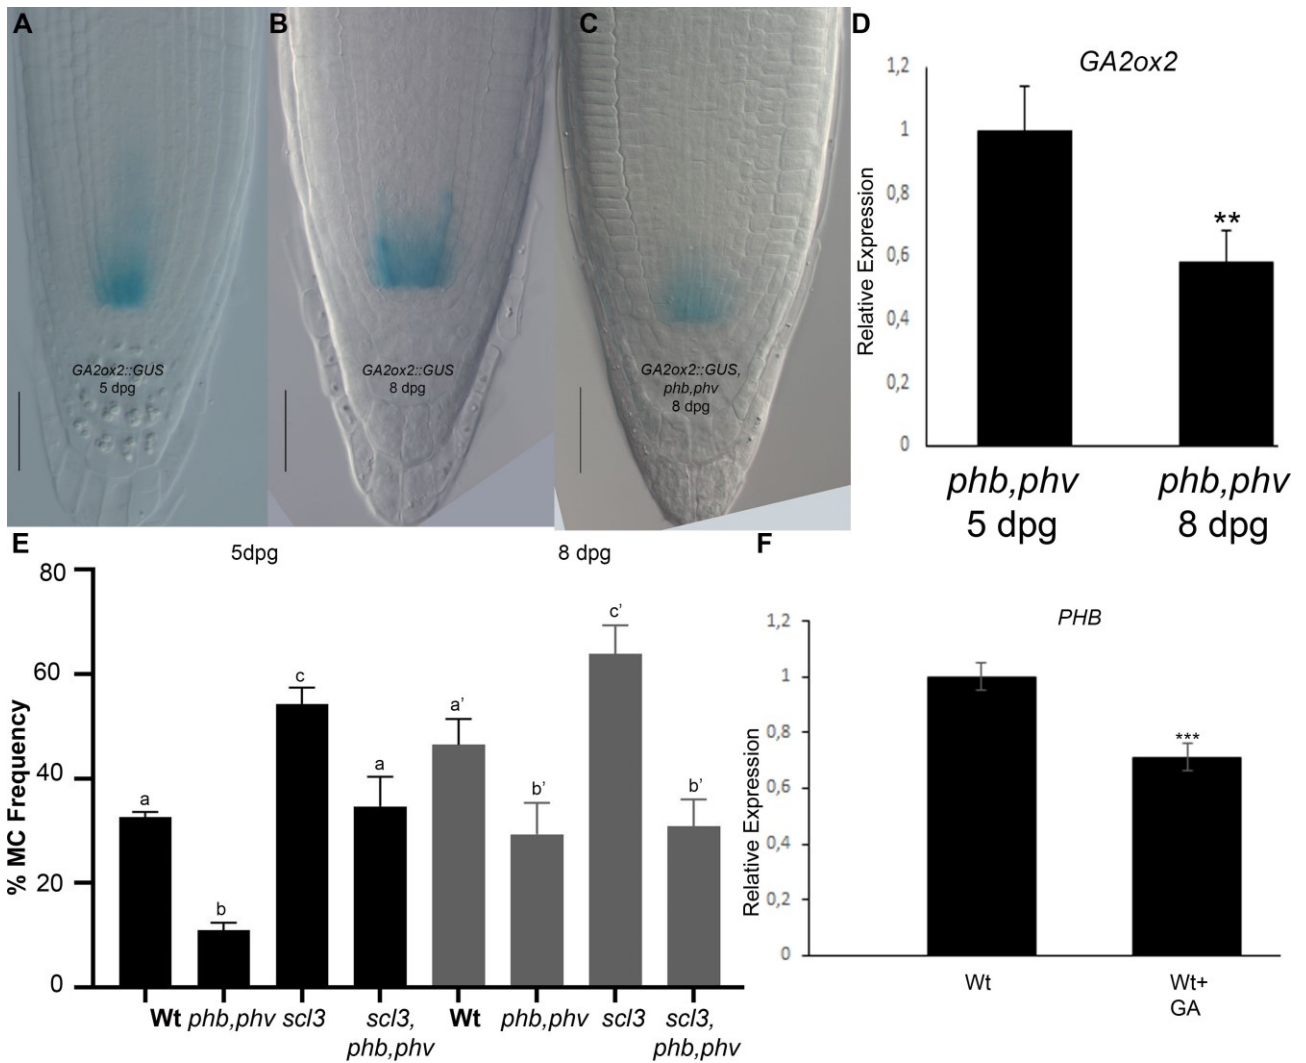 A
B
C
D
GA2ox2::GUS
5 dpg
GA2ox2::GUS
8 dpg
GA2ox2::GUS,
phb,phv
8 dpg
GA2ox2
Relative Expression
1,2
1
0,8
0,6
0,4
0,2
0
**
phb,phv
5 dpg
phb,phv
8 dpg
E
5dpg
8 dpg
% MC Frequency
80
60
40
20
0
a
b
c
a
a'
b'
c'
b'
Wt phb,phv scl3 scl3,
phb,phv
Wt phb,phv scl3 scl3,
phb,phv
F
PHB
Relative Expression
1,2
1
0,8
0,6
0,4
0,2
0
***
Wt
Wt+
GA